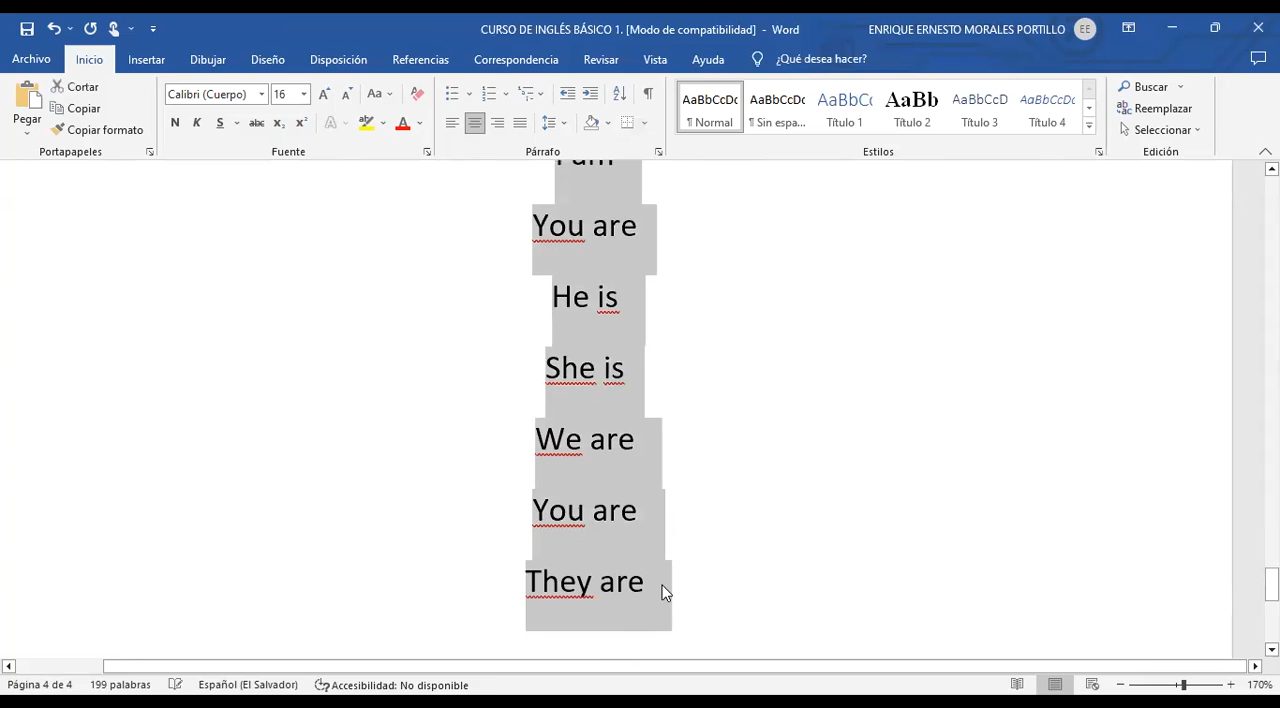 CURSO DE INGLÉS BÁSICO 1. [Modo de compatibilidad] - Word
ENRIQUE ERNESTO MORALES PORTILLO
EE
Archivo Inicio Insertar Dibujar Diseño Disposición Referencias Correspondencia Revisar Vista Ayuda ¿Qué desea hacer?
Pegar
Cortar
Copiar
Copiar formato
Portapapeles
Calibri (Cuerpo) 16
N K S abc x₂ x²
Fuente
Párrafo
AaBbCcDc AaBbCcDc AaBbCc AaBb AaBbCcD AaBbCcDc
¶ Normal ¶ Sin espa... Título 1 Título 2 Título 3 Título 4
Estilos
Buscar
Reemplazar
Seleccionar
Edición
I am
You are
He is
She is
We are
You are
They are
Página 4 de 4 199 palabras Español (El Salvador) Accesibilidad: No disponible 170%